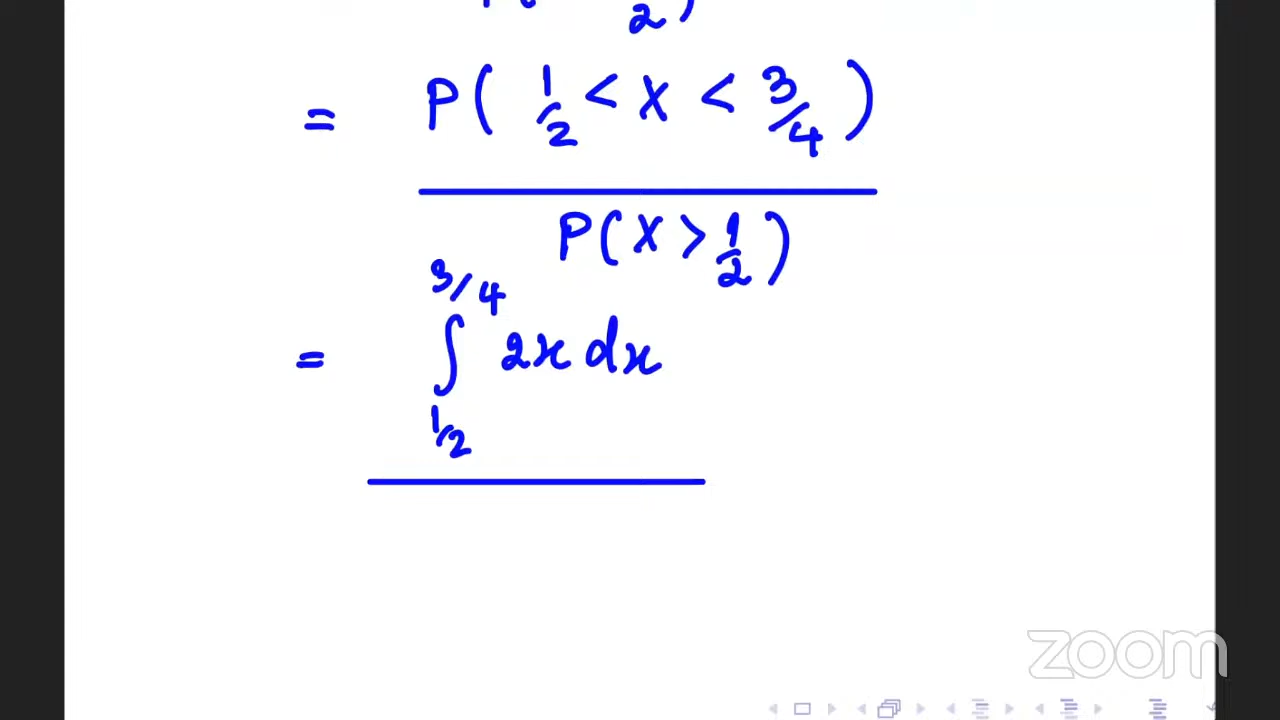 = P( 1/2 < X < 3/4 )
P( X > 1/2 )
3/4
= ∫ 2x dx
1/2
zoom